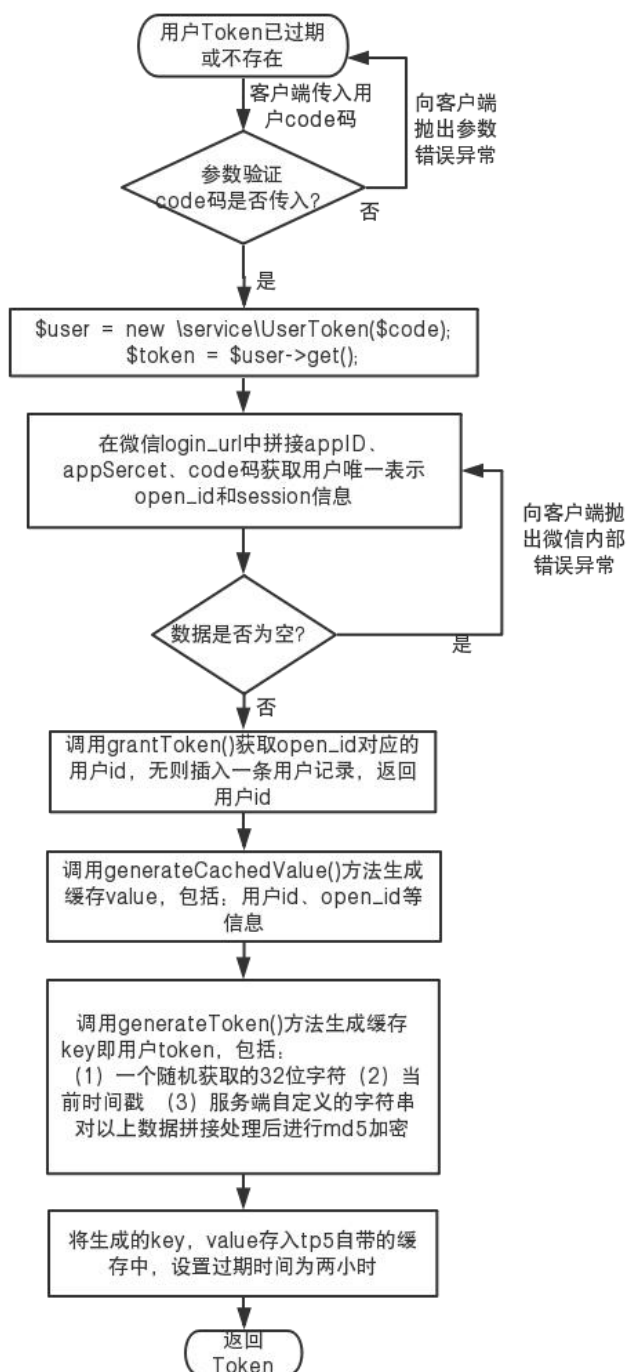 用户Token已过期
或不存在
客户端传入用
户code码
向客户端
抛出参数
错误异常
参数验证
code码是否传入?
否
是
$user = new \service\UserToken($code);
$token = $user->get();
在微信login_url中拼接appID、
appSercet、code码获取用户唯一表示
open_id和session信息
向客户端抛
出微信内部
错误异常
数据是否为空?
是
否
调用grantToken()获取open_id对应的
用户id，无则插入一条用户记录，返回
用户id
调用generateCachedValue()方法生成
缓存value，包括：用户id、open_id等
信息
调用generateToken()方法生成缓存
key即用户token，包括：
（1）一个随机获取的32位字符（2）当
前时间戳 （3）服务端自定义的字符串
对以上数据拼接处理后进行md5加密
将生成的key，value存入tp5自带的缓
存中，设置过期时间为两小时
返回
Token